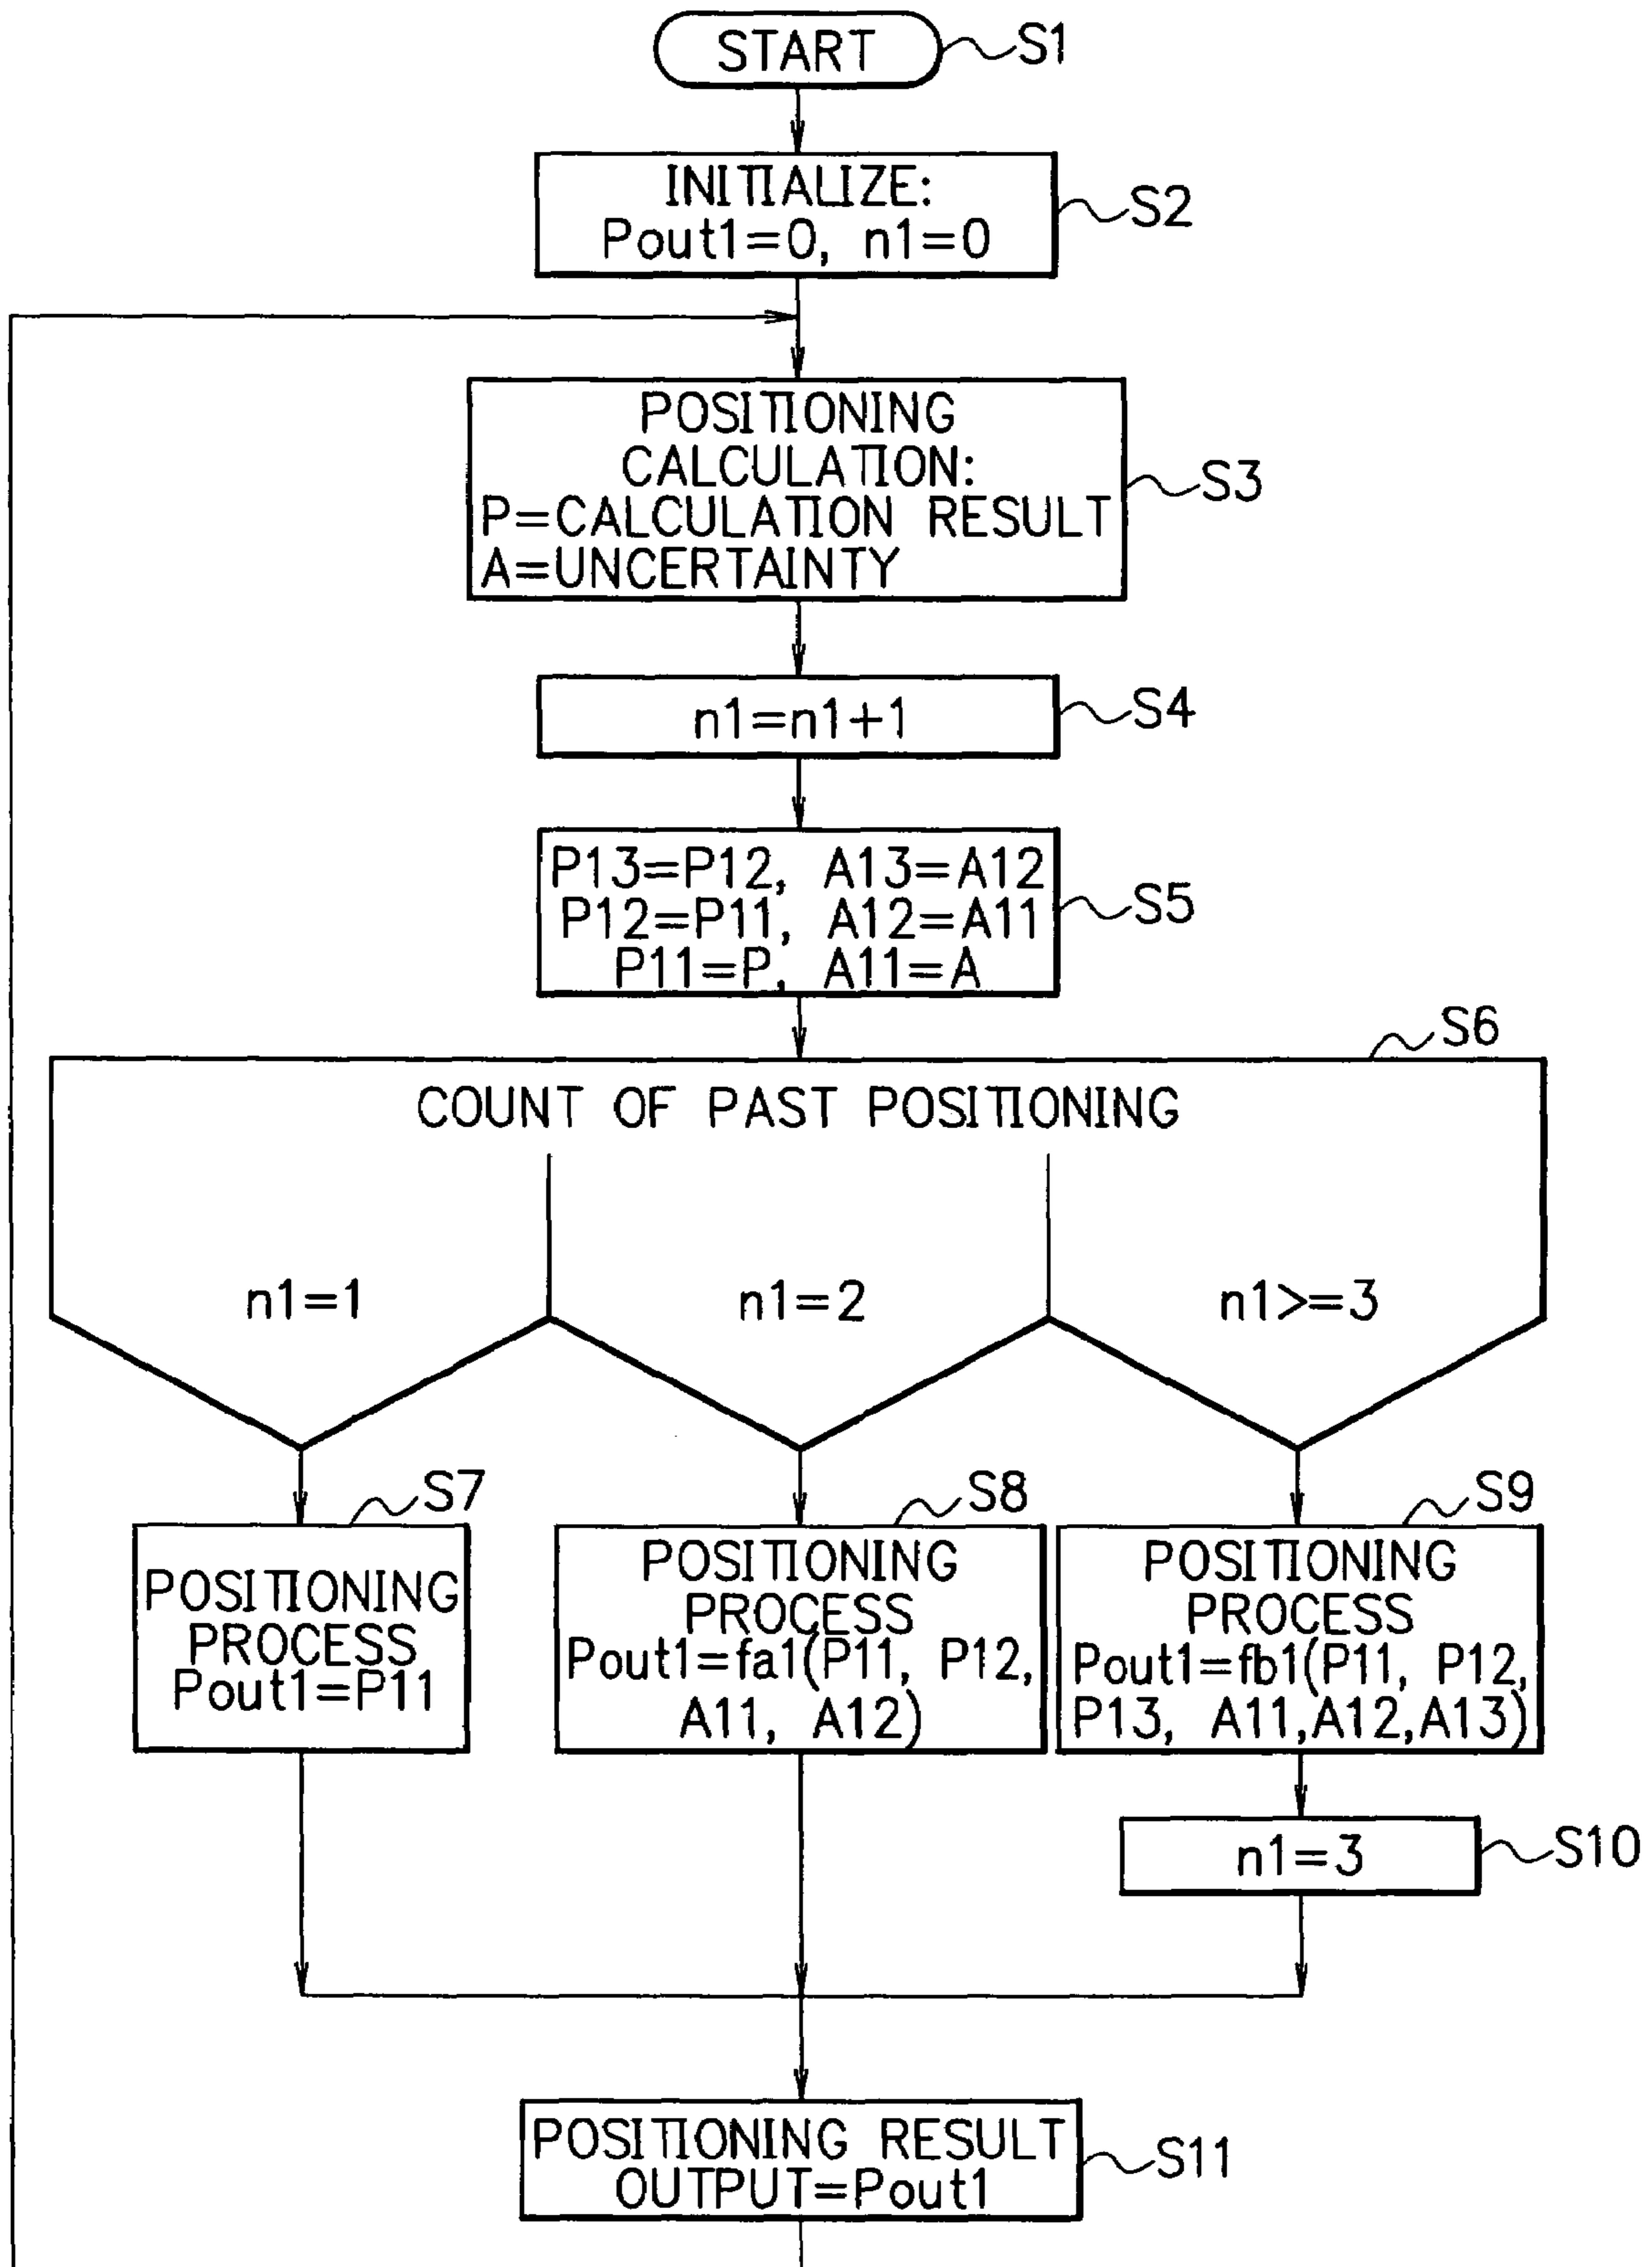 START
S1
INITIALIZE:
Pout1=0, n1=0
S2
POSITIONING
CALCULATION:
P=CALCULATION RESULT
A=UNCERTAINTY
S3
n1=n1+1
S4
P13=P12, A13=A12
P12=P11, A12=A11
P11=P, A11=A
S5
S6
COUNT OF PAST POSITIONING
n1=1
n1=2
n1>=3
S7
POSITIONING
PROCESS
Pout1=P11
S8
POSITIONING
PROCESS
Pout1=fa1(P11, P12,
A11, A12)
S9
POSITIONING
PROCESS
Pout1=fb1(P11, P12,
P13, A11,A12,A13)
n1=3
S10
POSITIONING RESULT
OUTPUT=Pout1
S11